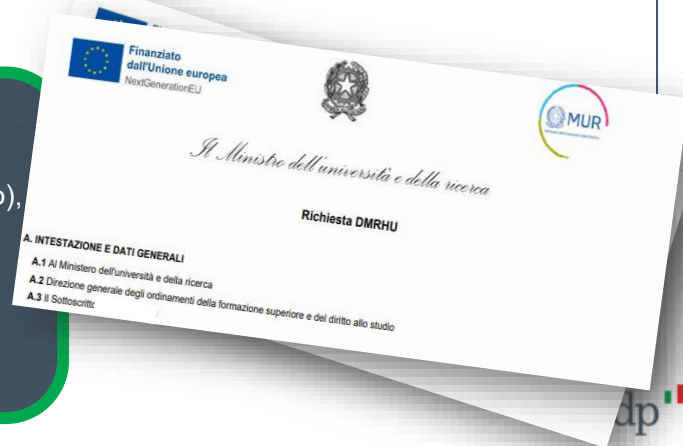 Finanziato
dall'Unione europea
NextGenerationEU
MUR
Il Ministro dell'università e della ricerca
Richiesta DMRHU
A. INTESTAZIONE E DATI GENERALI
A.1 Al Ministero dell'università e della ricerca
A.2 Direzione generale degli ordinamenti della formazione superiore e del diritto allo studio
A.3 Il Sottoscritto
),
dp